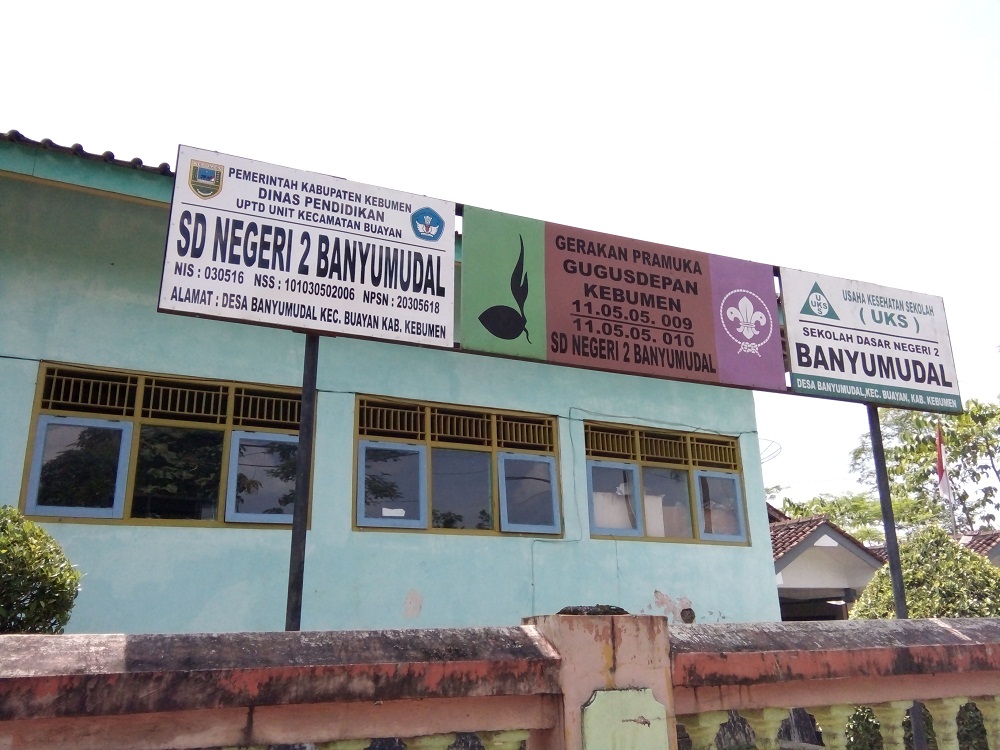 PEMERINTAH KABUPATEN KEBUMEN
DINAS PENDIDIKAN
UPTD UNIT KECAMATAN BUAYAN
SD NEGERI 2 BANYUMUDAL
NIS : 030516 NSS : 101030502006 NPSN : 20305618
ALAMAT : DESA BANYUMUDAL KEC. BUAYAN KAB. KEBUMEN
GERAKAN PRAMUKA
GUGUSDEPAN
KEBUMEN
11.05.05. 009
11.05.05. 010
SD NEGERI 2 BANYUMUDAL
UKS
UKS
USAHA KESEHATAN SEKOLAH
( UKS )
SEKOLAH DASAR NEGERI 2
BANYUMUDAL
DESA BANYUMUDAL,KEC. BUAYAN, KAB. KEBUMEN